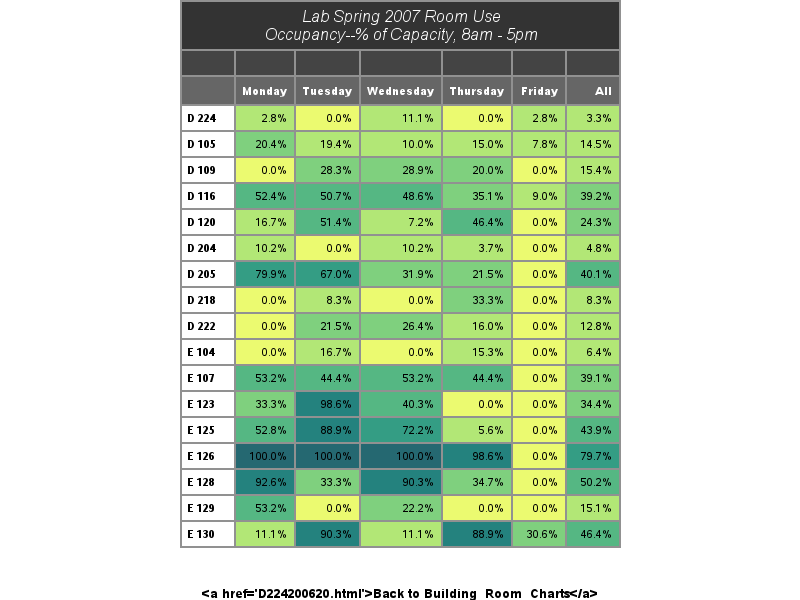 Lab Spring 2007 Room Use
Occupancy--% of Capacity, 8am - 5pm
Monday Tuesday Wednesday Thursday Friday All
D 224 2.8% 0.0% 11.1% 0.0% 2.8% 3.3%
D 105 20.4% 19.4% 10.0% 15.0% 7.8% 14.5%
D 109 0.0% 28.3% 28.9% 20.0% 0.0% 15.4%
D 116 52.4% 50.7% 48.6% 35.1% 9.0% 39.2%
D 120 16.7% 51.4% 7.2% 46.4% 0.0% 24.3%
D 204 10.2% 0.0% 10.2% 3.7% 0.0% 4.8%
D 205 79.9% 67.0% 31.9% 21.5% 0.0% 40.1%
D 218 0.0% 8.3% 0.0% 33.3% 0.0% 8.3%
D 222 0.0% 21.5% 26.4% 16.0% 0.0% 12.8%
E 104 0.0% 16.7% 0.0% 15.3% 0.0% 6.4%
E 107 53.2% 44.4% 53.2% 44.4% 0.0% 39.1%
E 123 33.3% 98.6% 40.3% 0.0% 0.0% 34.4%
E 125 52.8% 88.9% 72.2% 5.6% 0.0% 43.9%
E 126 100.0% 100.0% 100.0% 98.6% 0.0% 79.7%
E 128 92.6% 33.3% 90.3% 34.7% 0.0% 50.2%
E 129 53.2% 0.0% 22.2% 0.0% 0.0% 15.1%
E 130 11.1% 90.3% 11.1% 88.9% 30.6% 46.4%
<a href='D224200620.html'>Back to Building_Room_Charts</a>